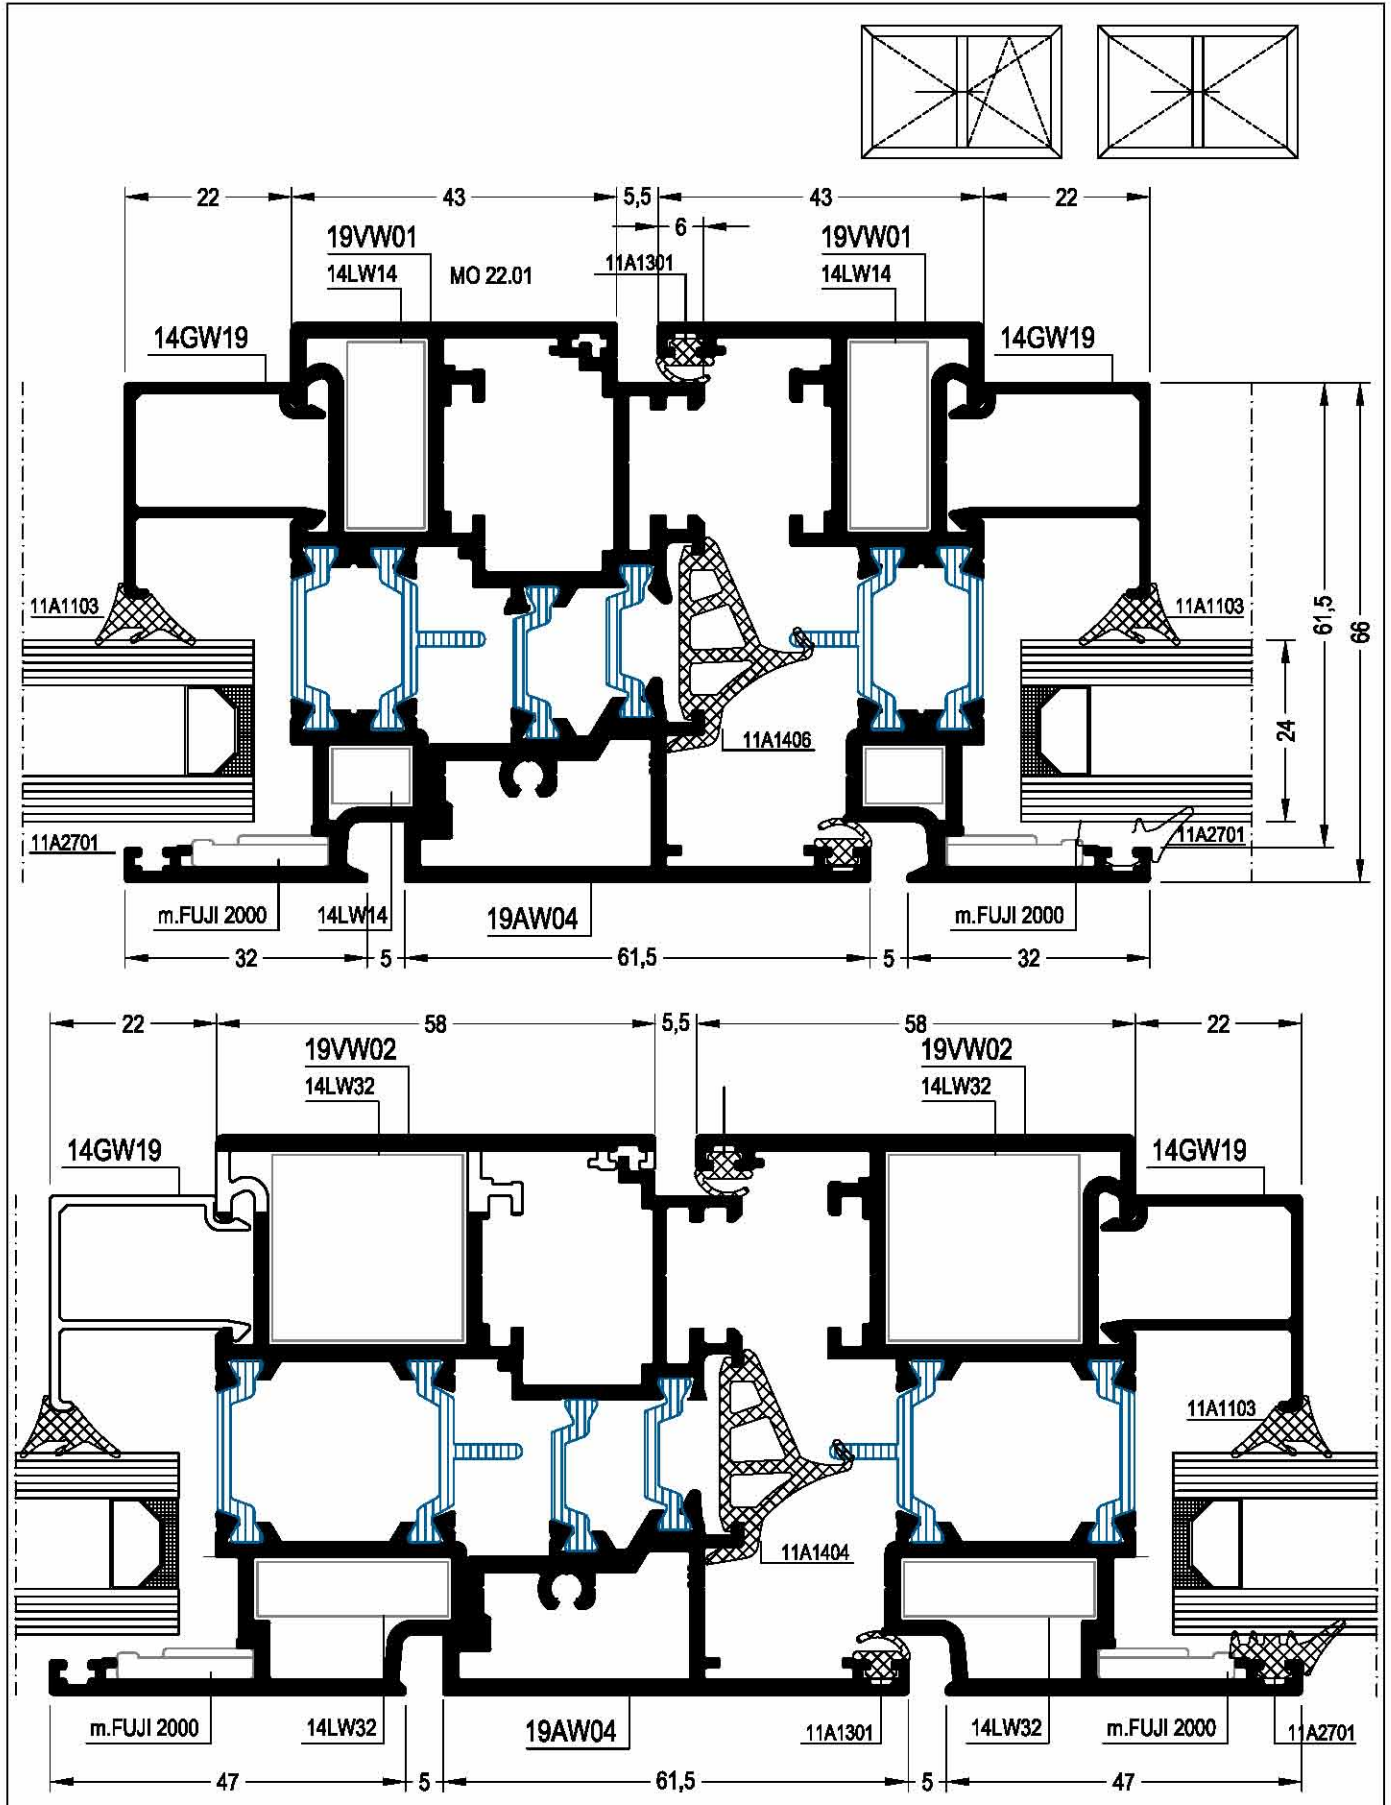 22 43 5,5 43 22
6
19VW01 19VW01
14LW14 MO 22.01 11A1301 14LW14
14GW19 14GW19
11A1103 11A1103
61,5 66
24
11A1406
11A2701 11A2701
m.FUJI 2000 14LW14 19AW04 m.FUJI 2000
32 5 61,5 5 32
22 58 5,5 58 22
19VW02 19VW02
14LW32 14LW32
14GW19 14GW19
11A1103
11A1404
m.FUJI 2000 14LW32 19AW04 11A1301 14LW32 m.FUJI 2000 11A2701
47 5 61,5 5 47